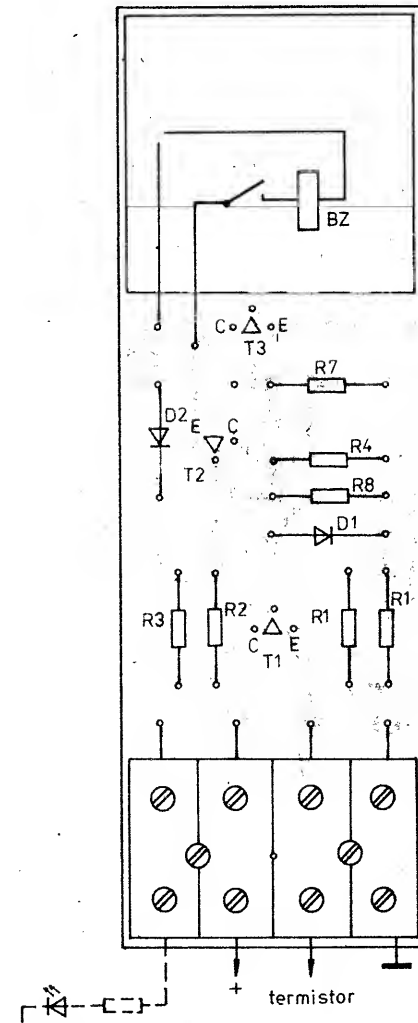 BZ
C E
T3
R7
D2
E C
R4
T2
R8
D1
R3 R2 R1 R1
C E
T1
+ termistor